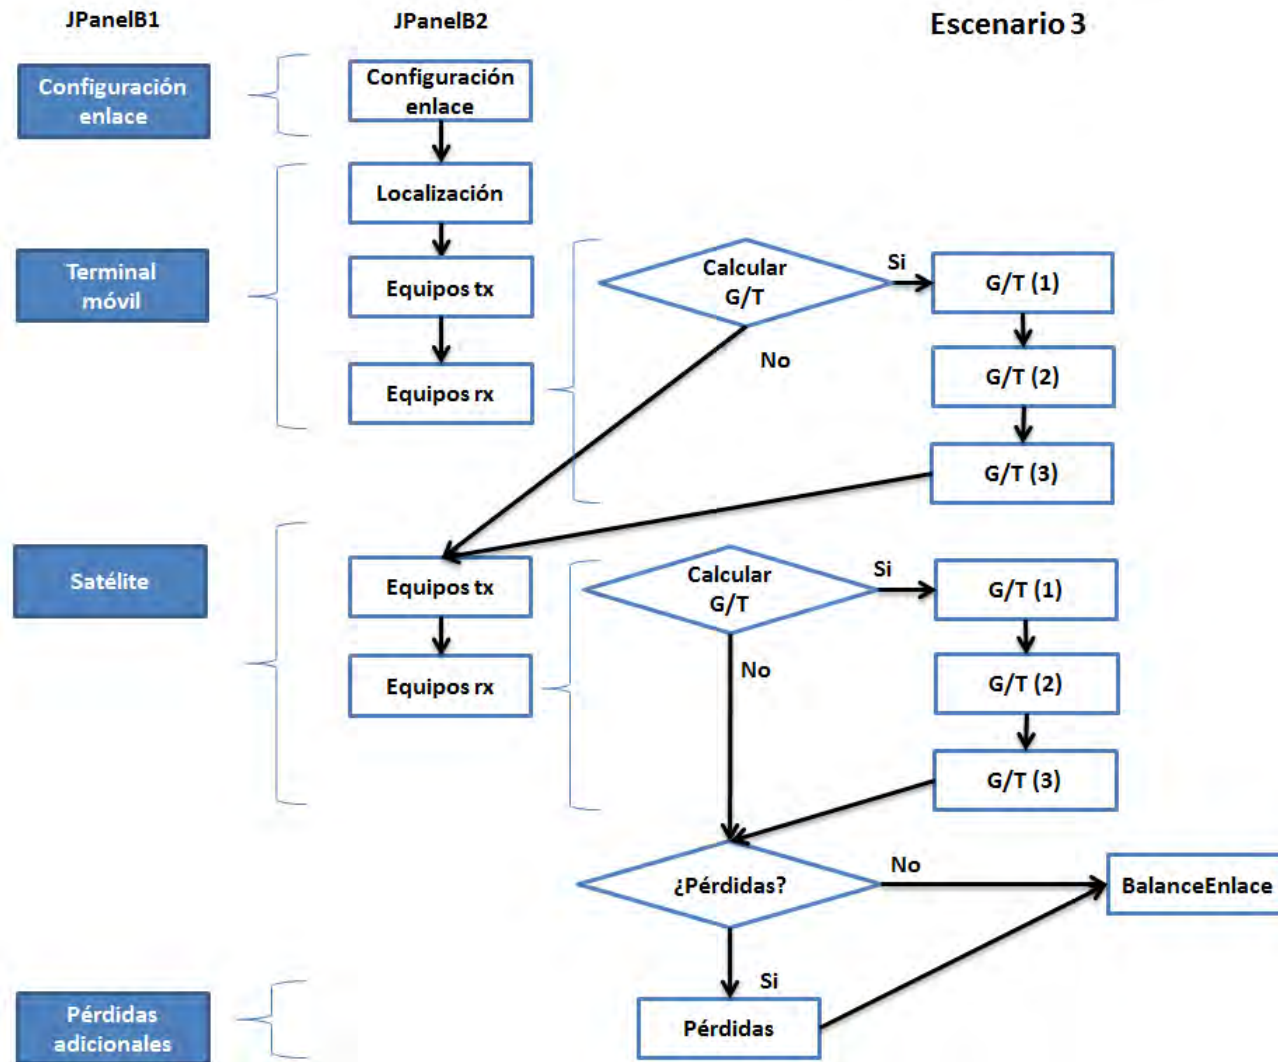 JPanelB1
JPanelB2
Escenario 3
Configuración
enlace
Configuración
enlace
Localización
Terminal
móvil
Equipos tx
Calcular
G/T
Si
G/T (1)
No
G/T (2)
Equipos rx
G/T (3)
Satélite
Equipos tx
Calcular
G/T
Si
G/T (1)
No
Equipos rx
G/T (2)
G/T (3)
¿Pérdidas?
No
BalanceEnlace
Si
Pérdidas
Pérdidas
adicionales